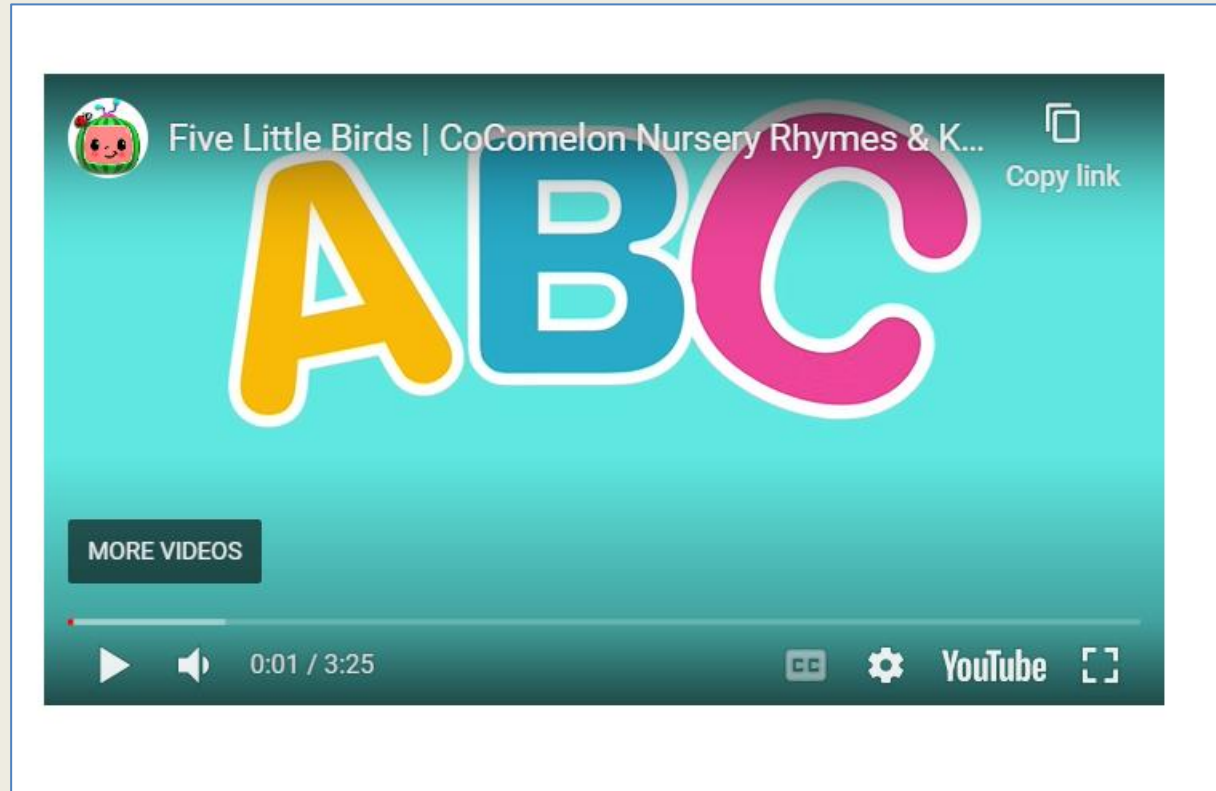 Five Little Birds | CoComelon Nursery Rhymes & K...
Copy link
ABC
MORE VIDEOS
0:01 / 3:25
CC
YouTube